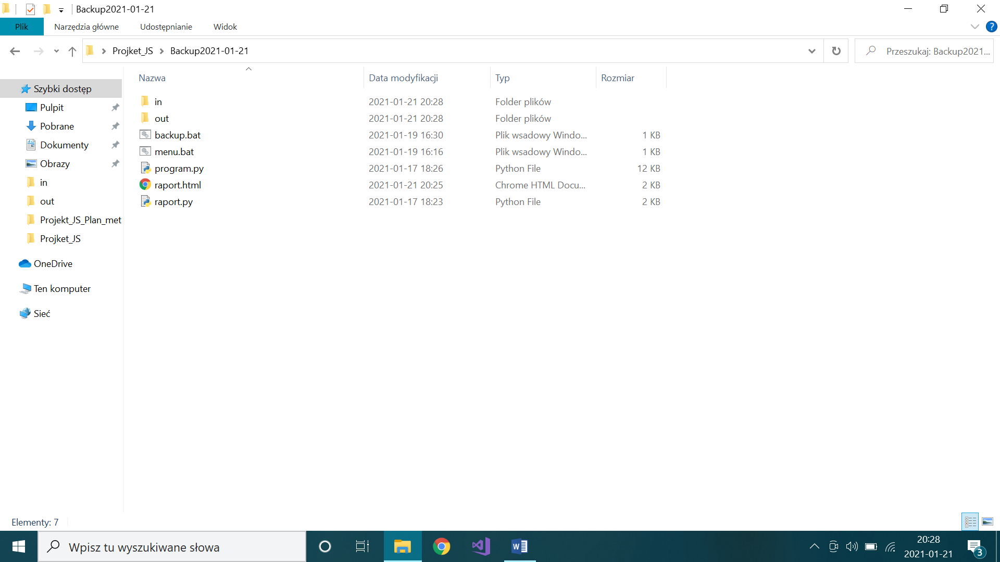 Backup2021-01-21
Plik Narzędzia główne Udostępnianie Widok ?
Projket_JS Backup2021-01-21 Przeszukaj: Backup2021...
Nazwa Data modyfikacji Typ Rozmiar
Szybki dostęp
Pulpit
Pobrane
Dokumenty
Obrazy
in
out
Projekt_JS_Plan_met
Projket_JS
OneDrive
Ten komputer
Sieć
in 2021-01-21 20:28 Folder plików
out 2021-01-21 20:28 Folder plików
backup.bat 2021-01-19 16:30 Plik wsadowy Windo... 1 KB
menu.bat 2021-01-19 16:16 Plik wsadowy Windo... 1 KB
program.py 2021-01-17 18:26 Python File 12 KB
raport.html 2021-01-21 20:25 Chrome HTML Docu... 2 KB
raport.py 2021-01-17 18:23 Python File 2 KB
Elementy: 7
Wpisz tu wyszukiwane słowa
W
20:28
2021-01-21
3